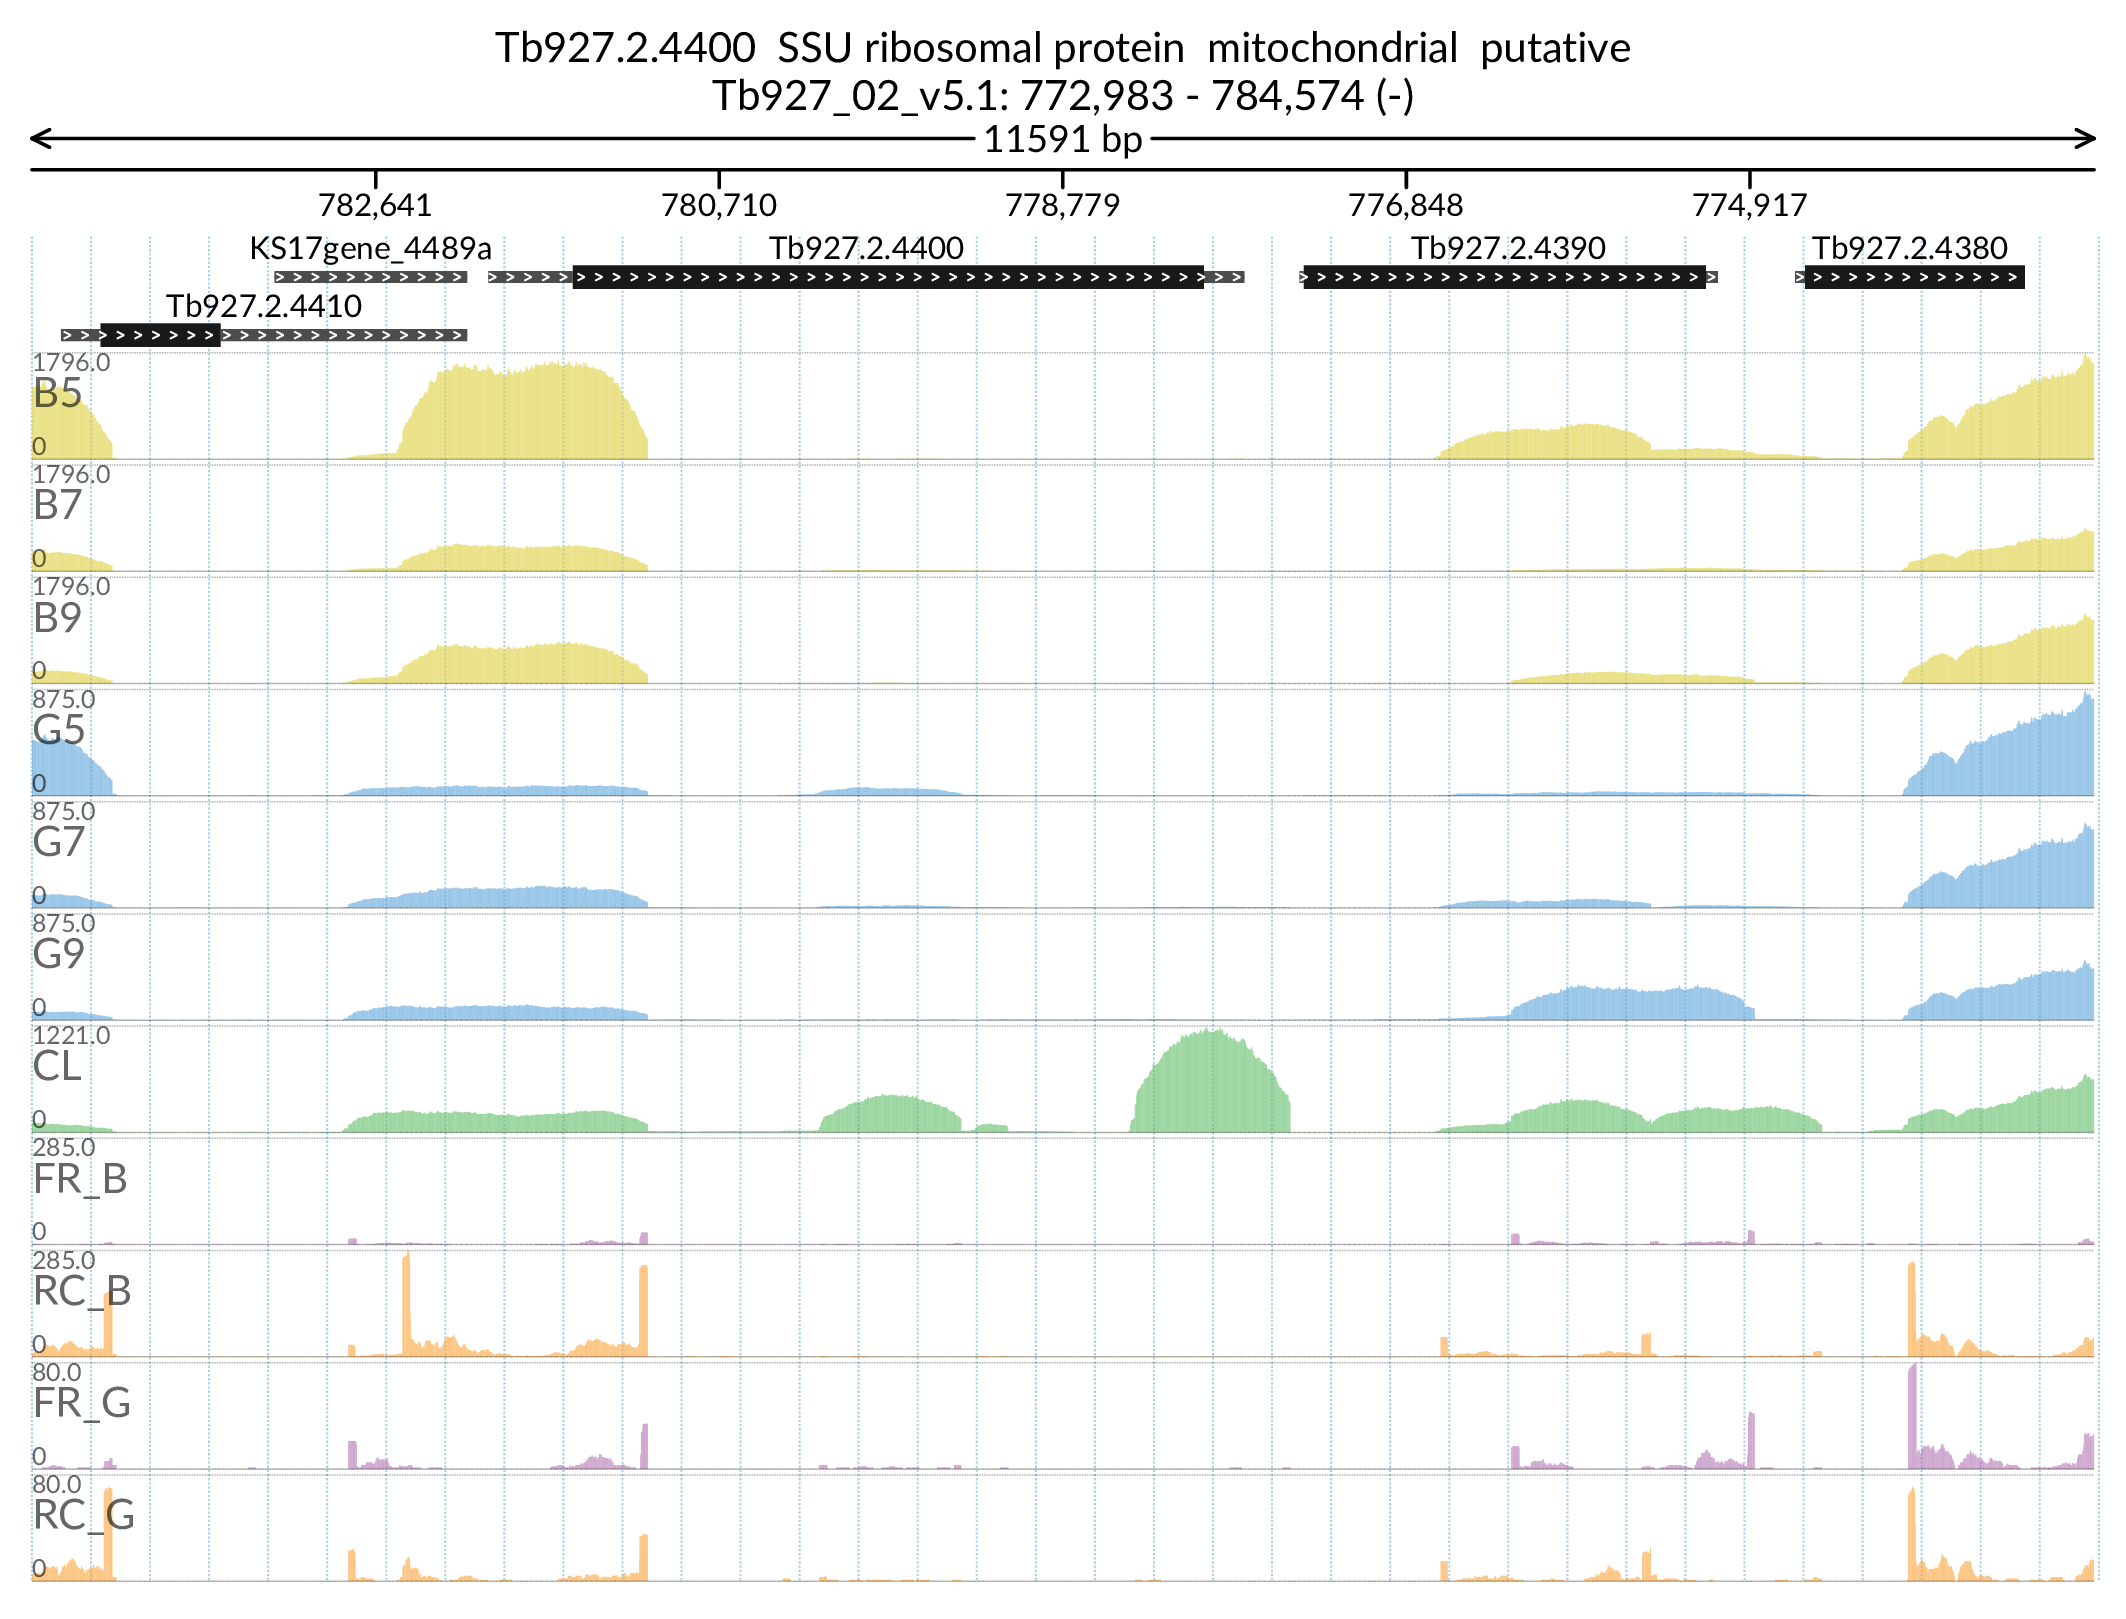 Tb927.2.4400  SSU ribosomal protein  mitochondrial  putative
Tb927_02_v5.1: 772,983 - 784,574 (-)
11591 bp
782,641 780,710 778,779 776,848 774,917
KS17gene_4489a Tb927.2.4400 Tb927.2.4390 Tb927.2.4380
Tb927.2.4410
1796.0
B5
0
1796.0
B7
0
1796.0
B9
0
875.0
G5
0
875.0
G7
0
875.0
G9
0
1221.0
CL
0
285.0
FR_B
0
285.0
RC_B
0
80.0
FR_G
0
80.0
RC_G
0